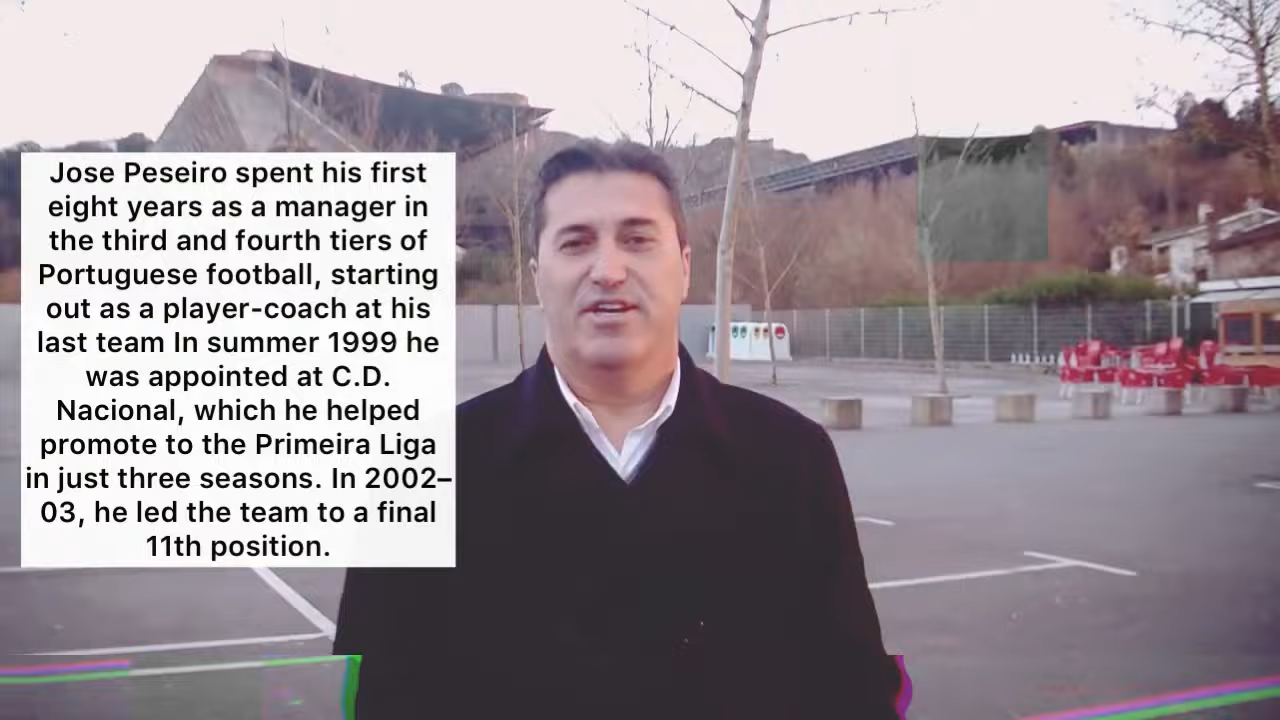 Jose Peseiro spent his first
eight years as a manager in
the third and fourth tiers of
Portuguese football, starting
out as a player-coach at his
last team In summer 1999 he
was appointed at C.D.
Nacional, which he helped
promote to the Primeira Liga
in just three seasons. In 2002–
03, he led the team to a final
11th position.